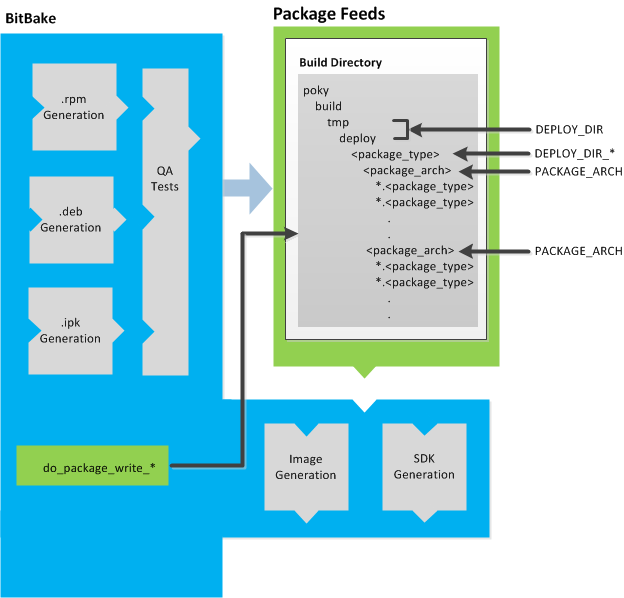 BitBake
Package Feeds
.rpm
Generation
.deb
Generation
.ipk
Generation
QA
Tests
do_package_write_*
Build Directory
poky
build
tmp
deploy
<package_type>
<package_arch>
*.<package_type>
*.<package_type>
.
.
<package_arch>
*.<package_type>
*.<package_type>
.
.
DEPLOY_DIR
DEPLOY_DIR_*
PACKAGE_ARCH
PACKAGE_ARCH
Image
Generation
SDK
Generation